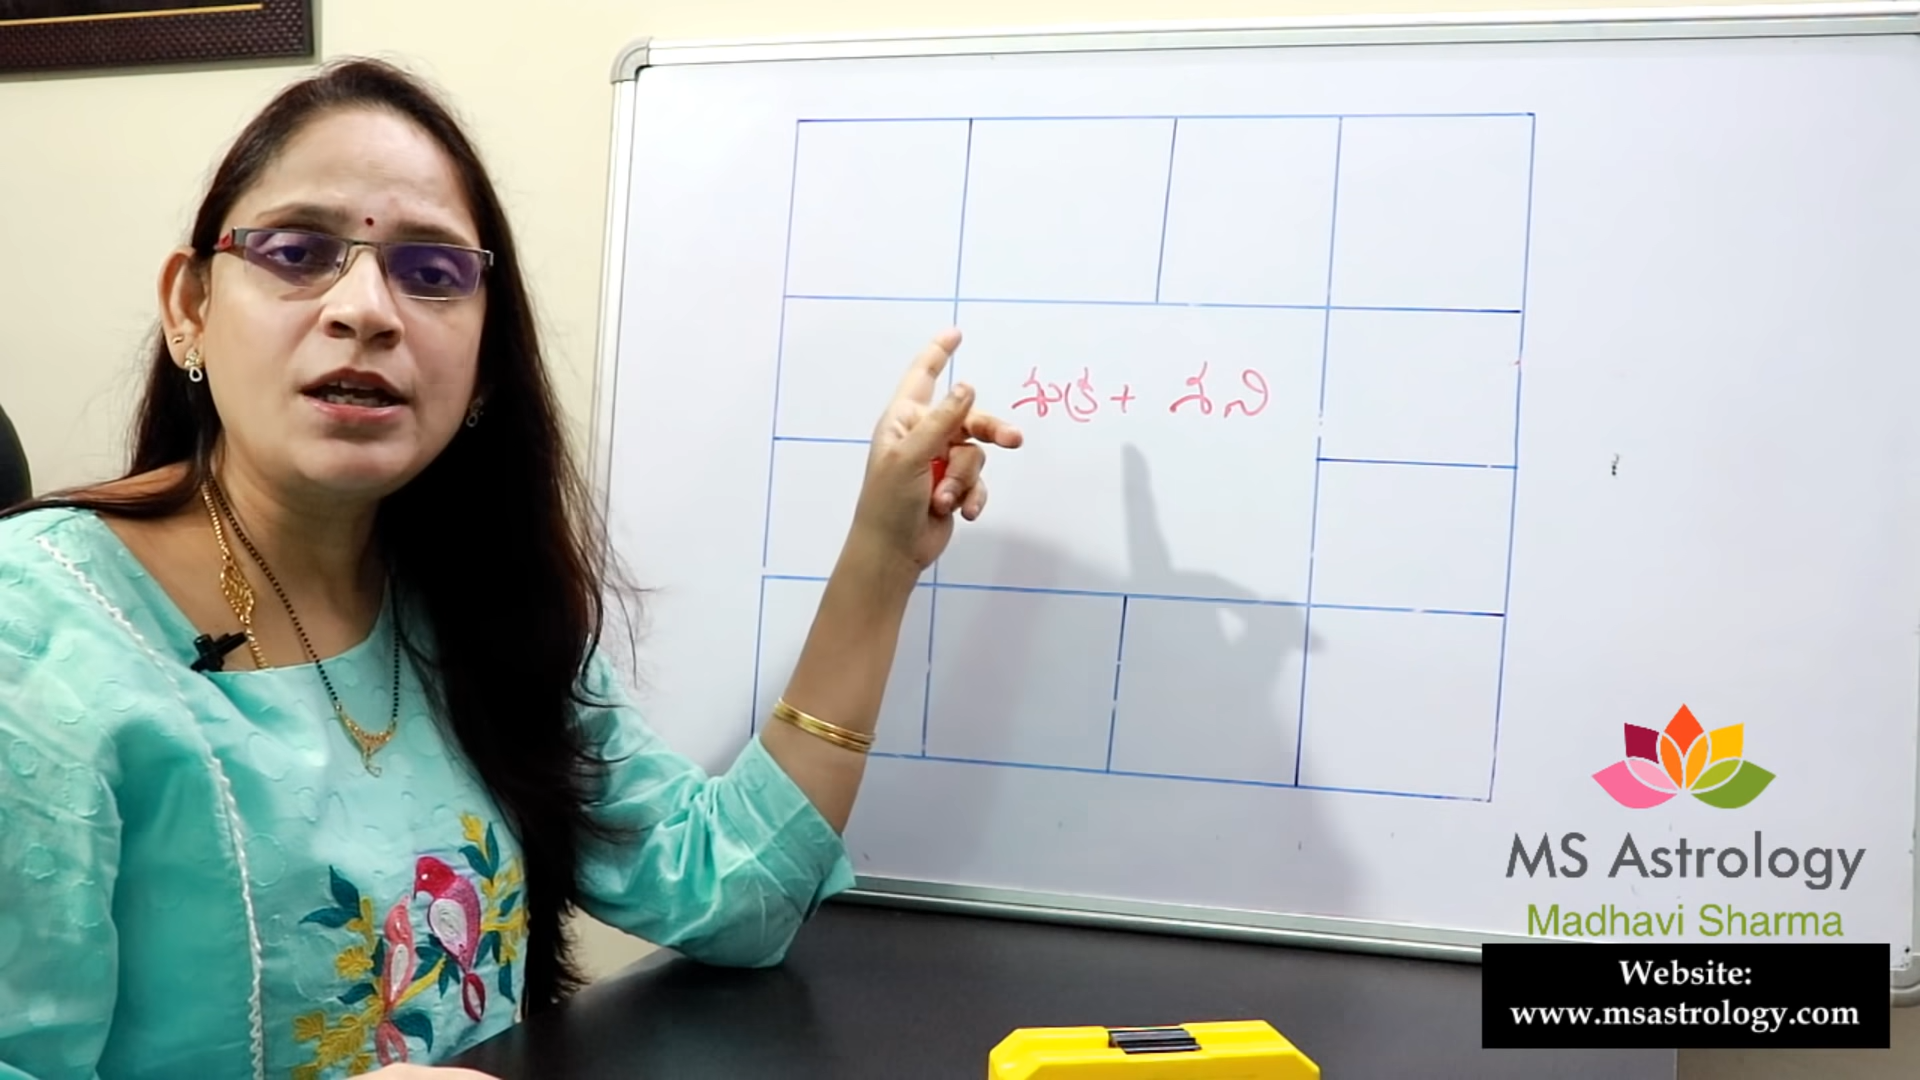 శుక్ర + శని
MS Astrology
Madhavi Sharma
Website:
www.msastrology.com